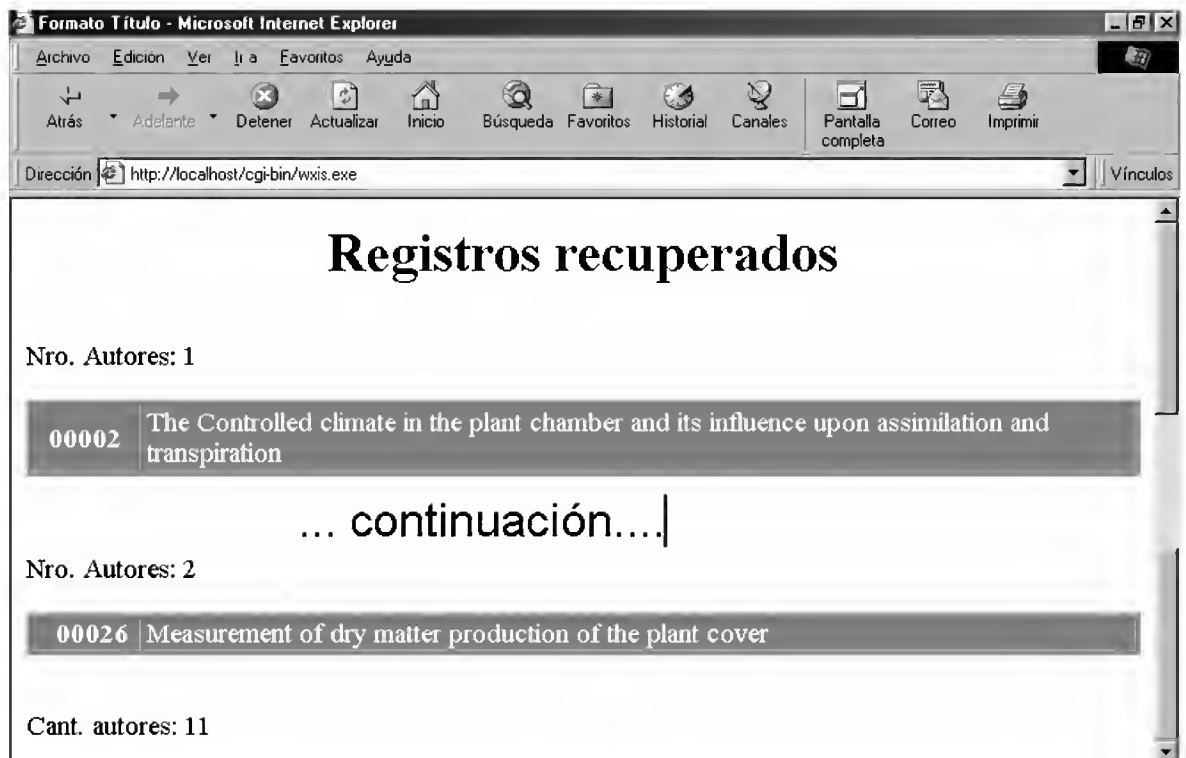 Formato Título - Microsoft Internet Explorer
Archivo Edición Ver Ir a Favoritos Ayuda
Atrás Adelante Detener Actualizar Inicio Búsqueda Favoritos Historial Canales Pantalla completa Correo Imprimir
Dirección http://localhost/cgi-bin/wxis.exe Vínculos
Registros recuperados
Nro. Autores: 1
00002 The Controlled climate in the plant chamber and its influence upon assimilation and
transpiration
... continuación....
Nro. Autores: 2
00026 Measurement of dry matter production of the plant cover
Cant. autores: 11